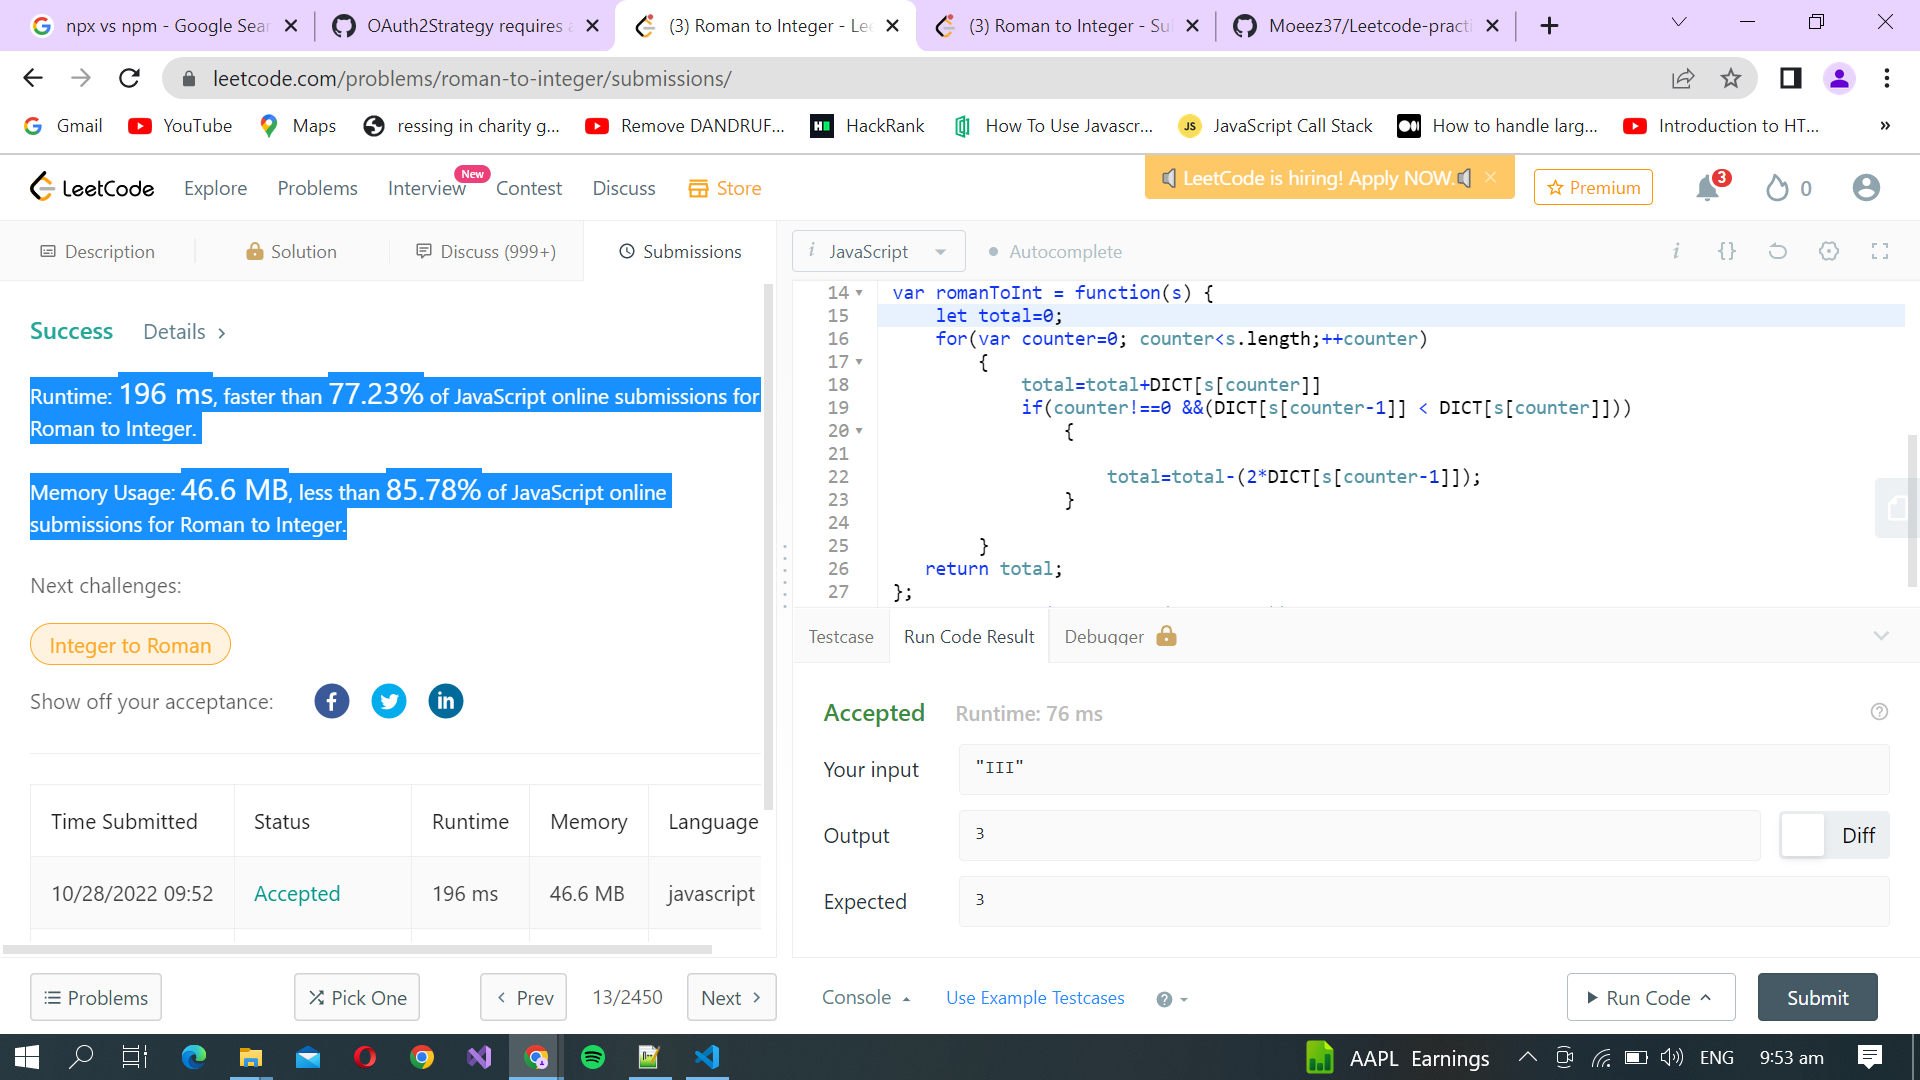 npx vs npm - Google Sear
OAuth2Strategy requires a
(3) Roman to Integer - Lee
(3) Roman to Integer - Sub
Moeez37/Leetcode-practi
leetcode.com/problems/roman-to-integer/submissions/
Gmail
YouTube
Maps
ressing in charity g...
Remove DANDRUF...
HackRank
How To Use Javascr...
JS
JavaScript Call Stack
How to handle larg...
Introduction to HT...
»
LeetCode
Explore
Problems
Interview
New
Contest
Discuss
Store
LeetCode is hiring! Apply NOW.
Premium
3
0
Description
Solution
Discuss (999+)
Submissions
i JavaScript
Autocomplete
i {}
Success
Details >
Runtime: 196 ms, faster than 77.23% of JavaScript online submissions for
Roman to Integer.
Memory Usage: 46.6 MB, less than 85.78% of JavaScript online
submissions for Roman to Integer.
Next challenges:
Integer to Roman
Show off your acceptance:
Time Submitted
Status
Runtime
Memory
Language
10/28/2022 09:52
Accepted
196 ms
46.6 MB
javascript
14 var romanToInt = function(s) {
15 let total=0;
16 for(var counter=0; counter<s.length;++counter)
17 {
18 total=total+DICT[s[counter]]
19 if(counter!==0 &&(DICT[s[counter-1]] < DICT[s[counter]]))
20 {
21
22 total=total-(2*DICT[s[counter-1]]);
23 }
24
25 }
26 return total;
27 };
Testcase
Run Code Result
Debugger
Accepted
Runtime: 76 ms
Your input
"III"
Output
3
Diff
Expected
3
Problems
Pick One
Prev
13/2450
Next
Console
Use Example Testcases
Run Code
Submit
AAPL Earnings
ENG
9:53 am